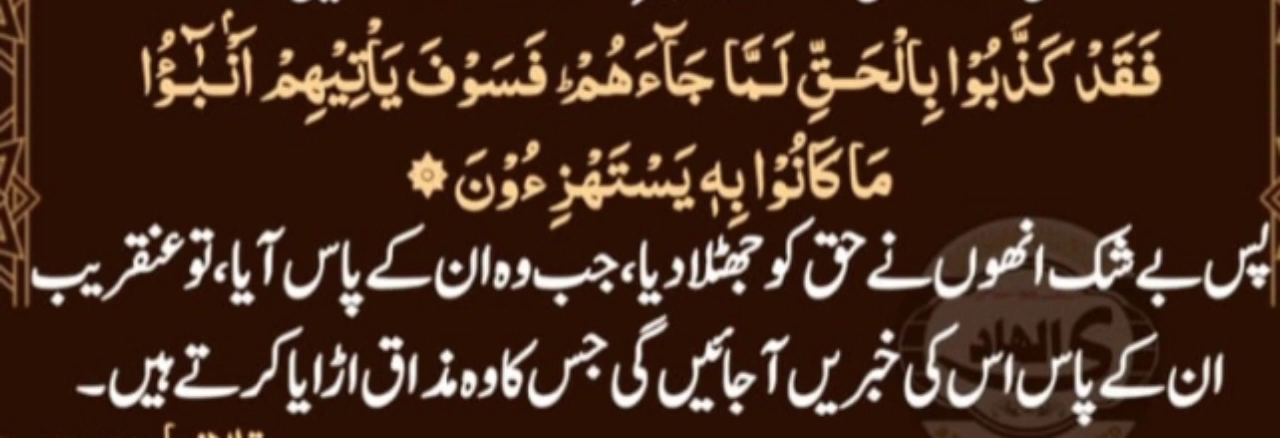 فَقَدْ كَذَّبُوْا بِالْحَـقِّ لَـمَّا جَآءَهُمْ ؕ فَسَوْفَ يَاْتِيْهِمْ اَنْۢـبٰٓـؤُا
مَا كَانُوْا بِهٖ يَسْتَهْزِءُوْنَ ۞
پس بے شک انھوں نے حق کو جھٹلا دیا، جب وہ ان کے پاس آیا، تو عنقریب
ان کے پاس اس کی خبریں آجائیں گی جس کا وہ مذاق اڑایا کرتے ہیں۔
الهادي